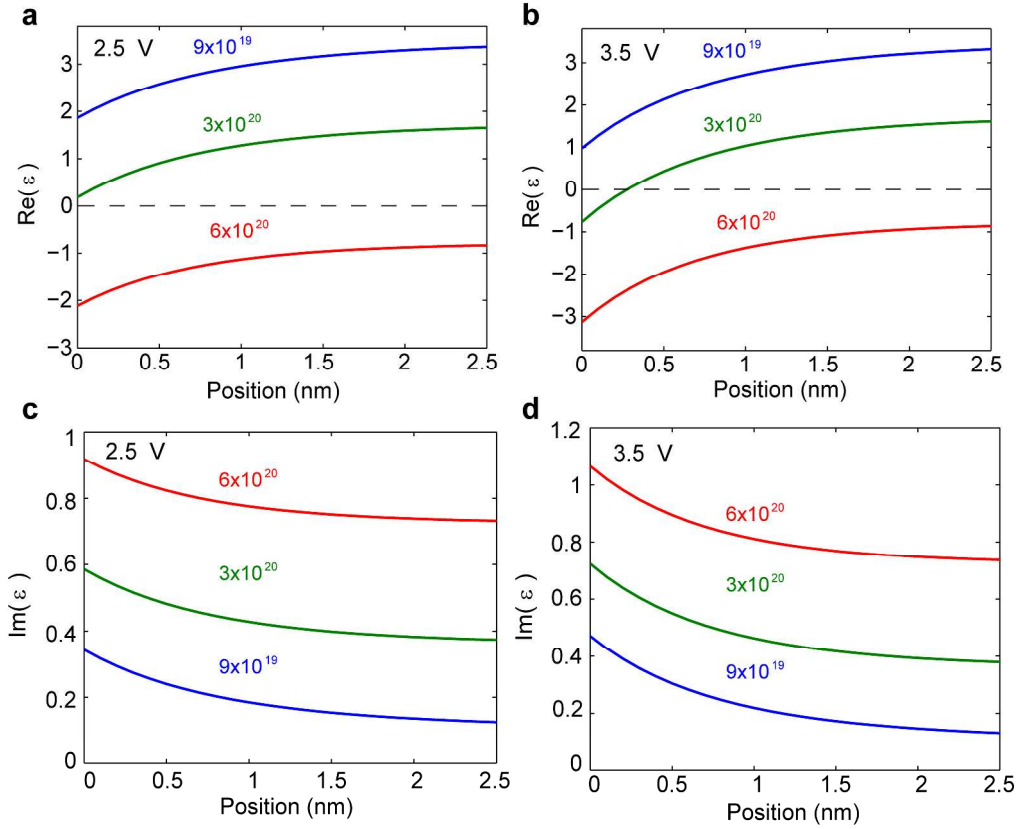 a
2.5 V
9x10^19
3x10^20
6x10^20
Re( ε )
3
2
1
0
−1
−2
−3
0 0.5 1 1.5 2 2.5
Position (nm)
b
3.5 V
9x10^19
3x10^20
6x10^20
Re( ε )
3
2
1
0
−1
−2
−3
0 0.5 1 1.5 2 2.5
Position (nm)
c
2.5 V
6x10^20
3x10^20
9x10^19
Im( ε )
1
0.8
0.6
0.4
0.2
0
0 0.5 1 1.5 2 2.5
Position (nm)
d
3.5 V
6x10^20
3x10^20
9x10^19
Im( ε )
1.2
1
0.8
0.6
0.4
0.2
0
0 0.5 1 1.5 2 2.5
Position (nm)